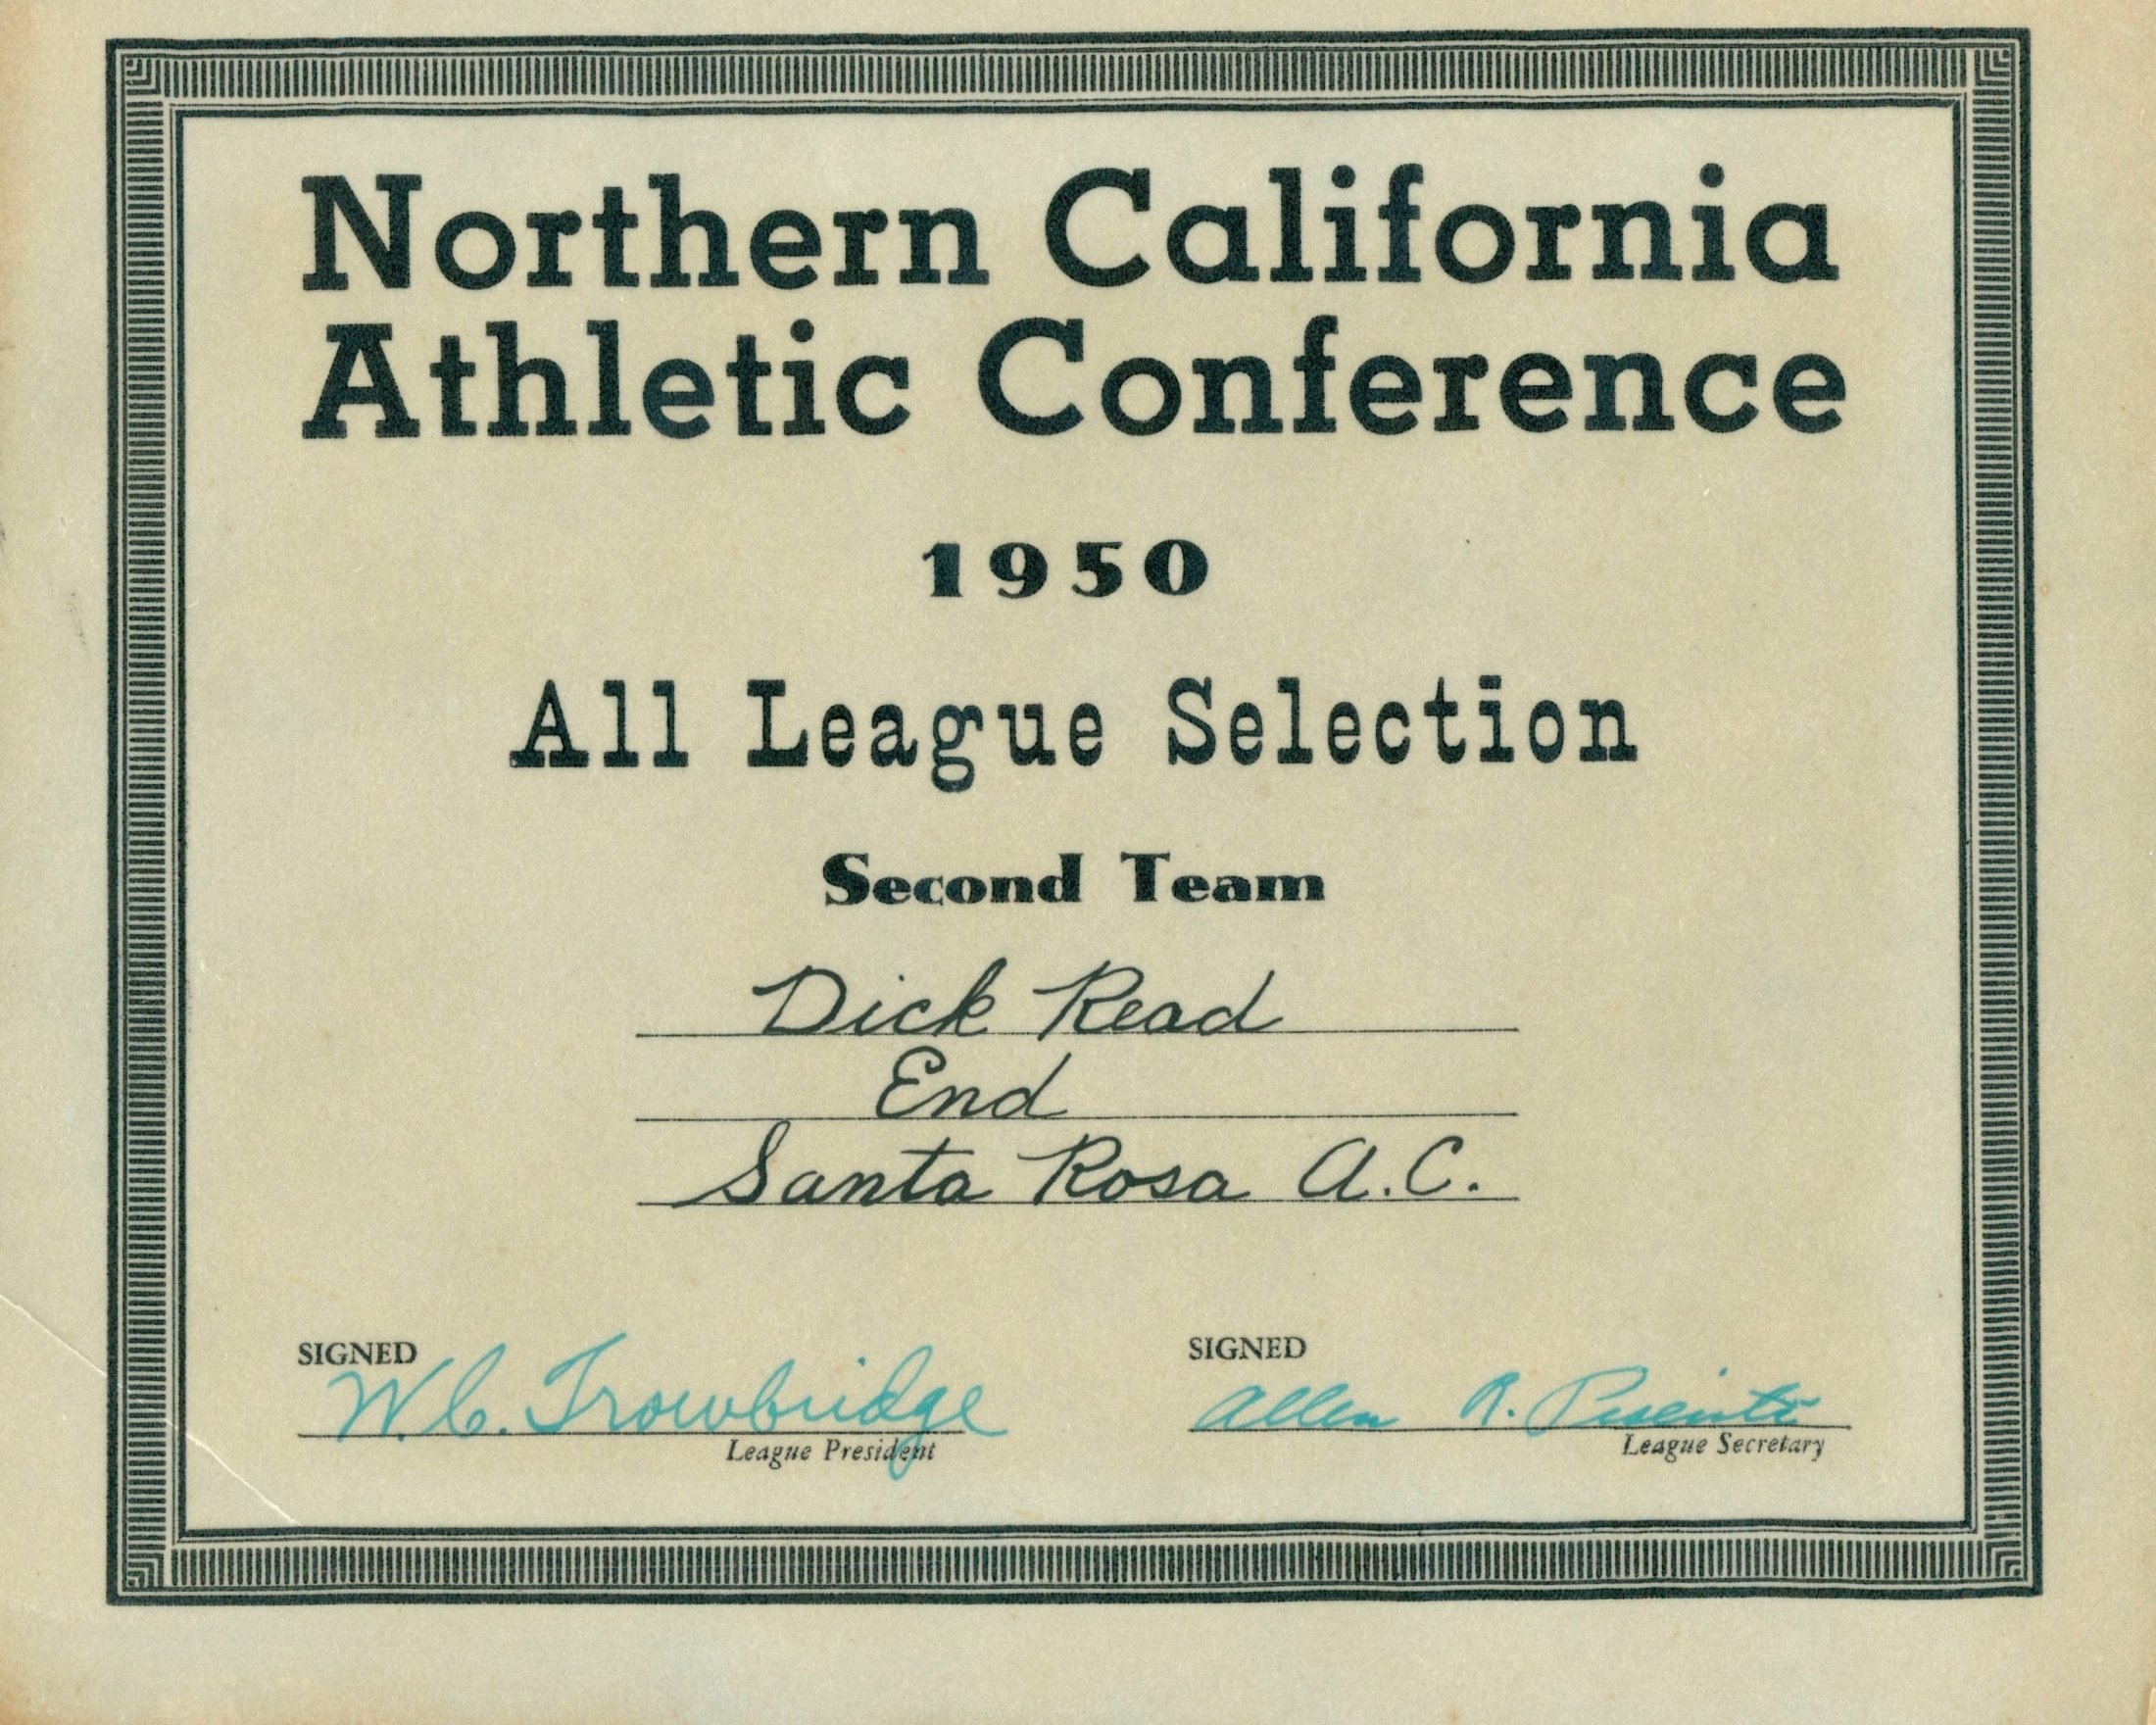 Northern California
Athletic Conference
1950
All League Selection
Second Team
Dick Read
End
Santa Rosa A.C.
SIGNED
W. C. Trowbridge
League President
SIGNED
Allen R.
League Secretary